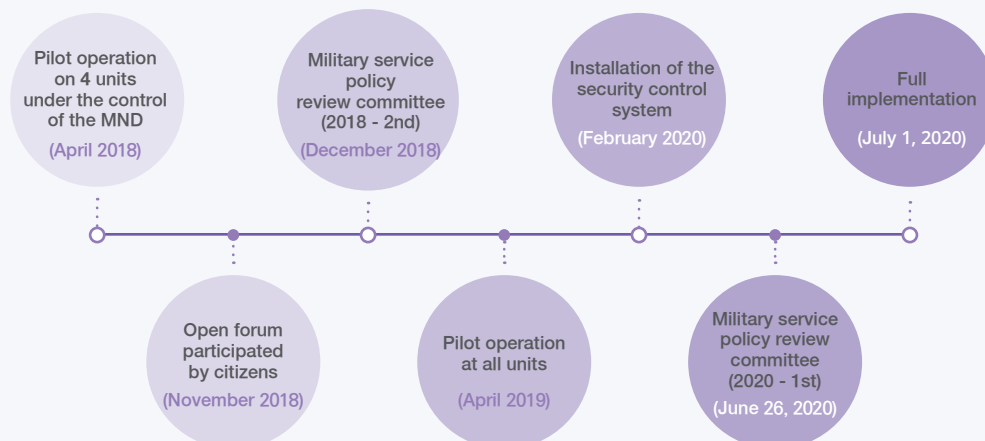 Pilot operation
on 4 units
under the control
of the MND
(April 2018)
Open forum
participated
by citizens
(November 2018)
Military service
policy
review committee
(2018 - 2nd)
(December 2018)
Pilot operation
at all units
(April 2019)
Installation of the
security control
system
(February 2020)
Military service
policy review
committee
(2020 - 1st)
(June 26, 2020)
Full
implementation
(July 1, 2020)